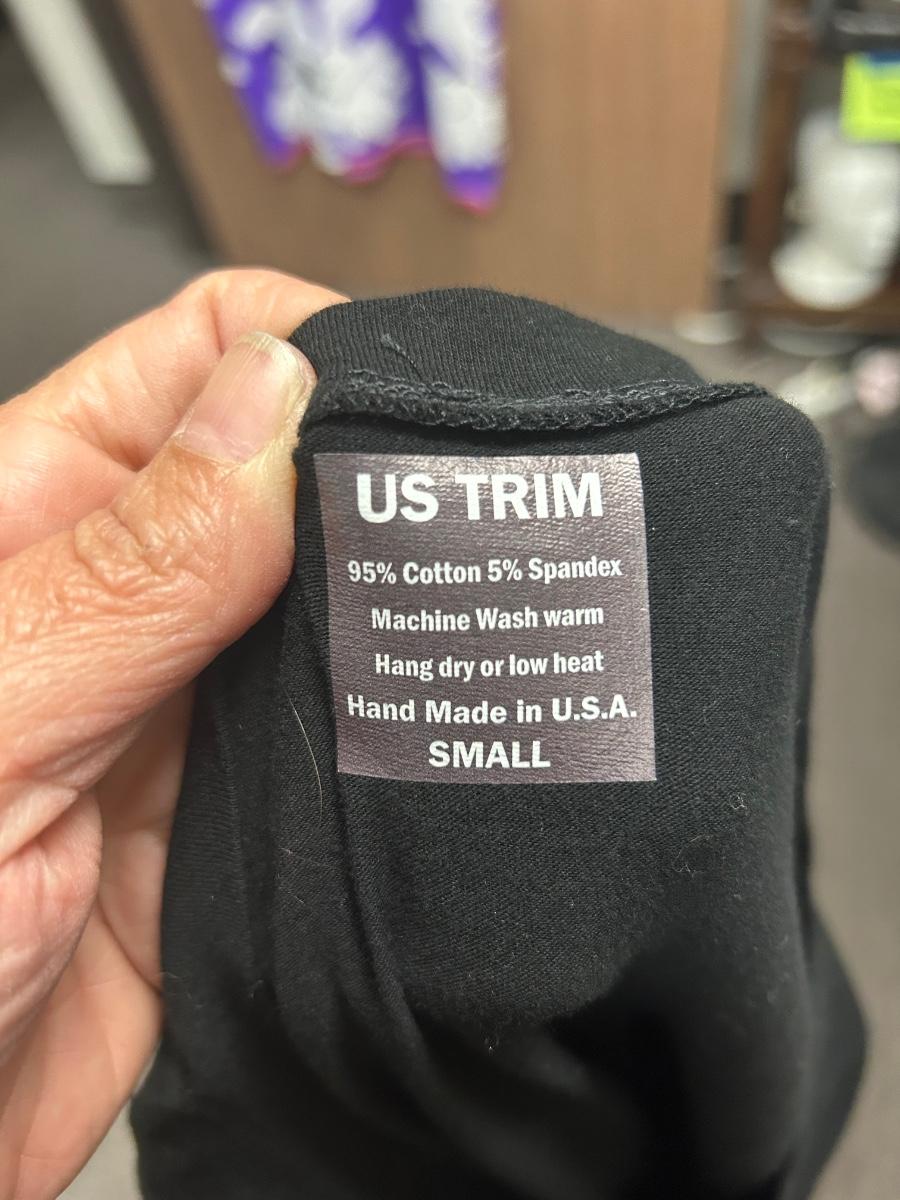 US TRIM
95% Cotton 5% Spandex
Machine Wash warm
Hang dry or low heat
Hand Made in U.S.A.
SMALL